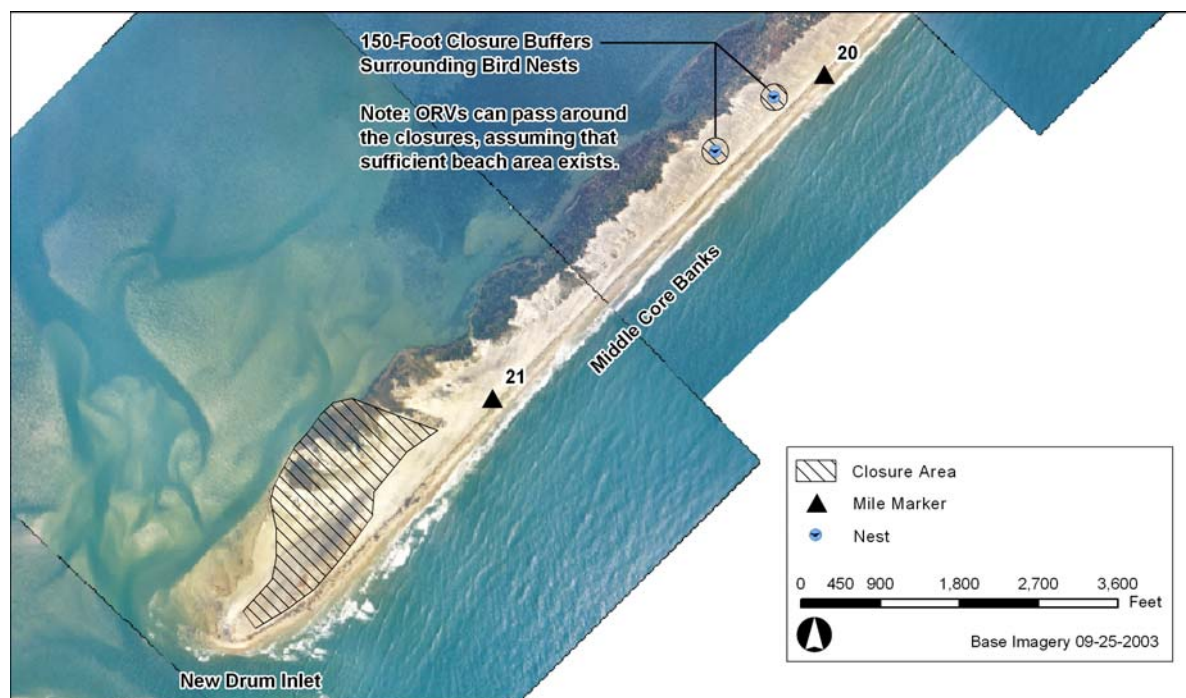 150-Foot Closure Buffers
Surrounding Bird Nests
Note: ORVs can pass around
the closures, assuming that
sufficient beach area exists.
20
Middle Core Banks
21
New Drum Inlet
Closure Area
Mile Marker
Nest
0 450 900 1,800 2,700 3,600
Feet
Base Imagery 09-25-2003